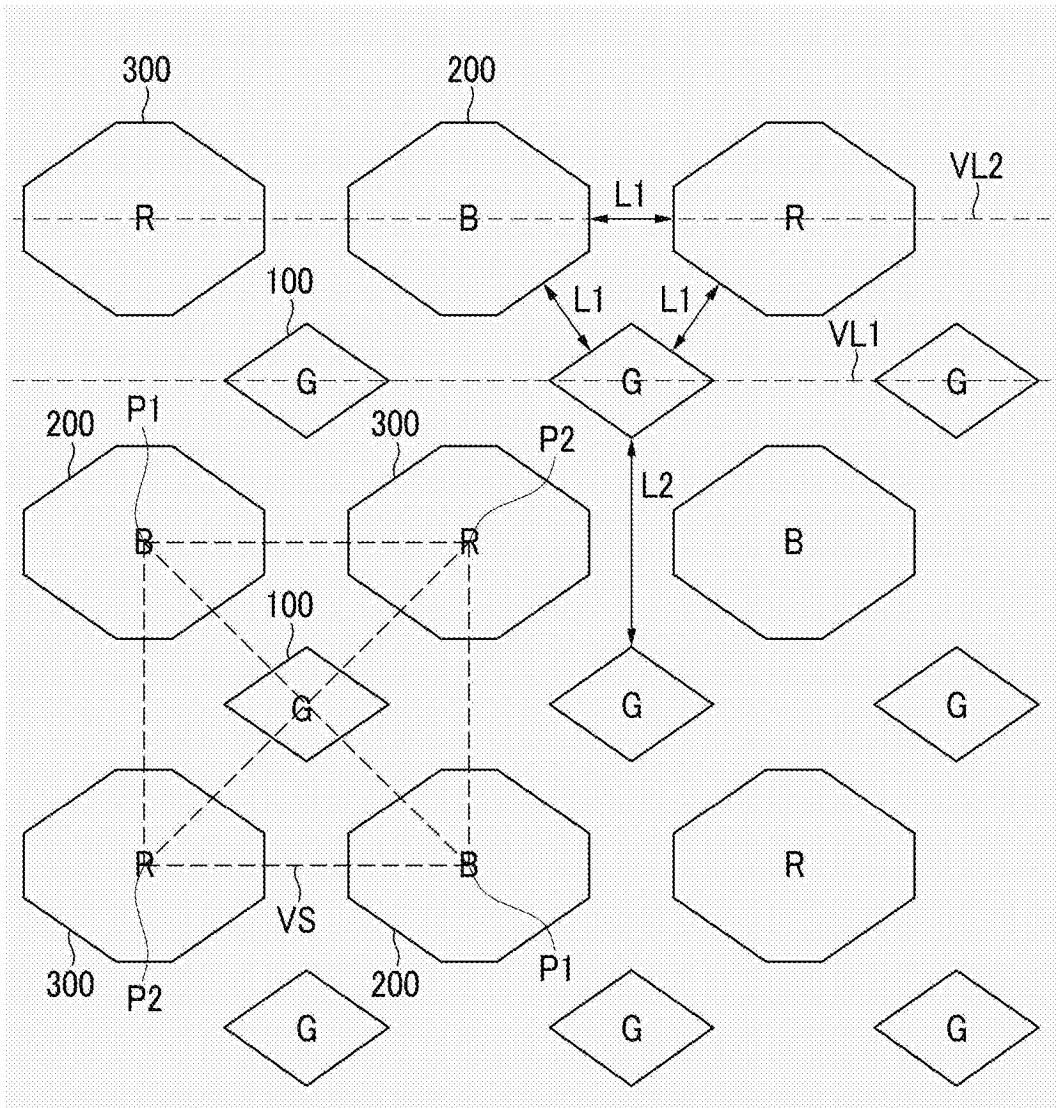 300 200
VL2
R B L1 R
100 L1 L1
VL1
G G G
P1
200 300 P2
L2
B R B
100
G G G
R B R
VS
300 P2 200 P1
G G G